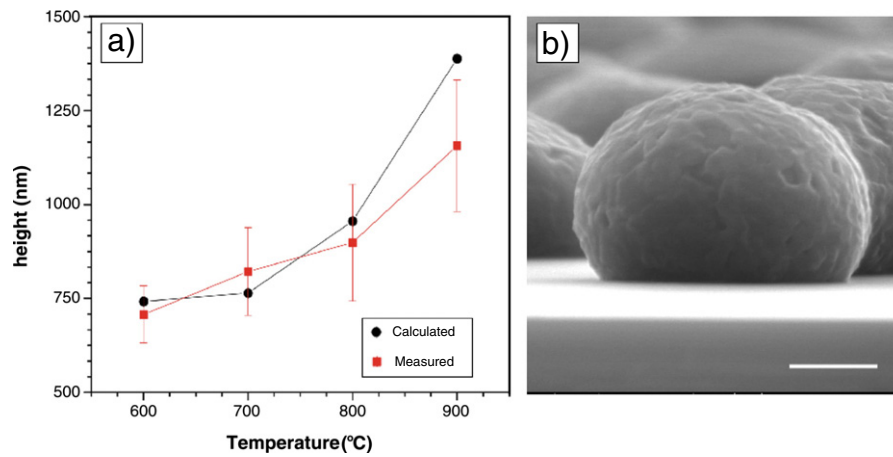 a)
b)
1500
1250
1000
750
500
height (nm)
Calculated
Measured
600 700 800 900
Temperature(°C)